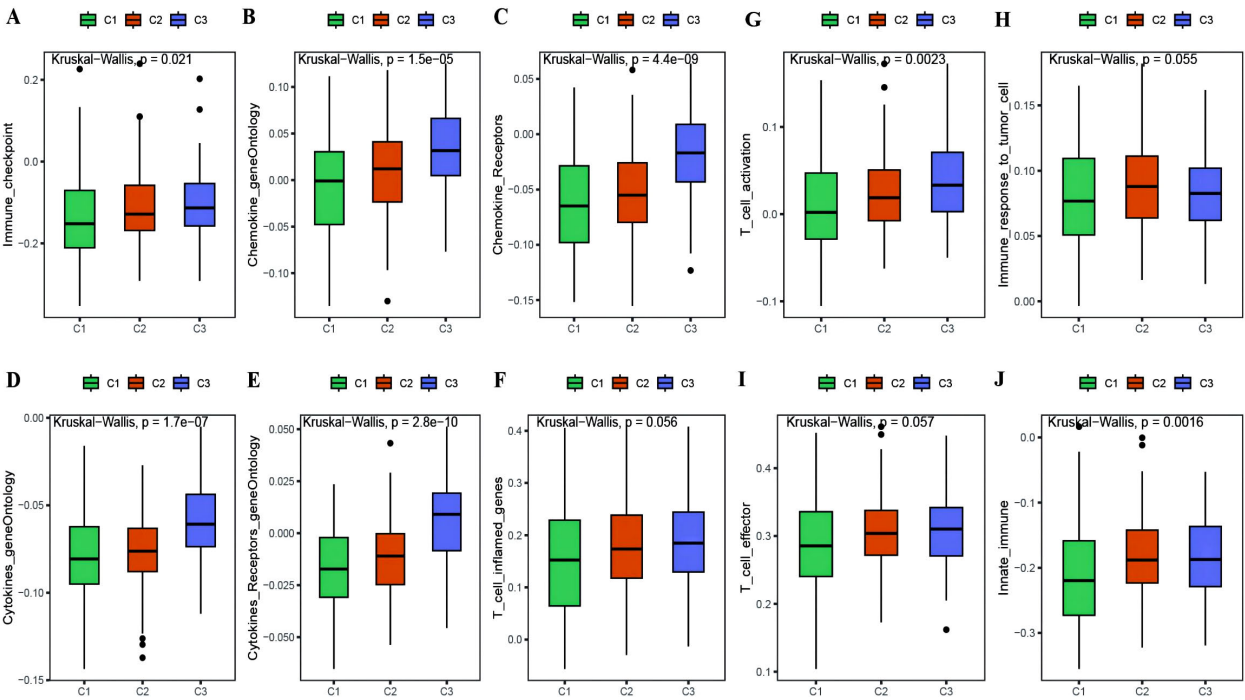 A
C1 C2 C3
Kruskal−Wallis, p = 0.021
Immune_checkpoint
0.2
0.0
−0.2
C1 C2 C3
B
C1 C2 C3
Kruskal−Wallis, p = 1.5e−05
Chemokine_geneOntology
0.10
0.05
0.00
−0.05
−0.10
C1 C2 C3
C
C1 C2 C3
Kruskal−Wallis, p = 4.4e−09
Chemokine_Receptors
0.05
−0.00
−0.05
−0.10
−0.15
C1 C2 C3
G
C1 C2 C3
Kruskal−Wallis, p = 0.0023
T_cell_activation
0.1
0.0
−0.1
C1 C2 C3
H
C1 C2 C3
Kruskal−Wallis, p = 0.055
Immune_response_to_tumor_cell
0.15
0.10
0.05
0.00
C1 C2 C3
D
C1 C2 C3
Kruskal−Wallis, p = 1.7e−07
Cytokines_geneOntology
−0.00
−0.05
−0.10
−0.15
C1 C2 C3
E
C1 C2 C3
Kruskal−Wallis, p = 2.8e−10
Cytokines_Receptors_geneOntology
0.050
0.025
0.000
−0.025
−0.050
C1 C2 C3
F
C1 C2 C3
Kruskal−Wallis, p = 0.056
T_cell_inflamed_genes
0.4
0.3
0.2
0.1
0.0
C1 C2 C3
I
C1 C2 C3
Kruskal−Wallis, p = 0.057
T_cell_effector
0.4
0.3
0.2
0.1
C1 C2 C3
J
C1 C2 C3
Kruskal−Wallis, p = 0.0016
Innate_immune
−0.0
−0.1
−0.2
−0.3
C1 C2 C3